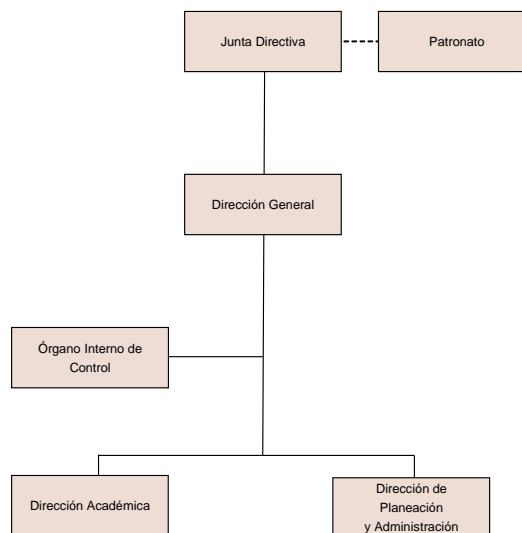 Junta Directiva
Patronato
Dirección General
Órgano Interno de
Control
Dirección Académica
Dirección de
Planeación
y Administración